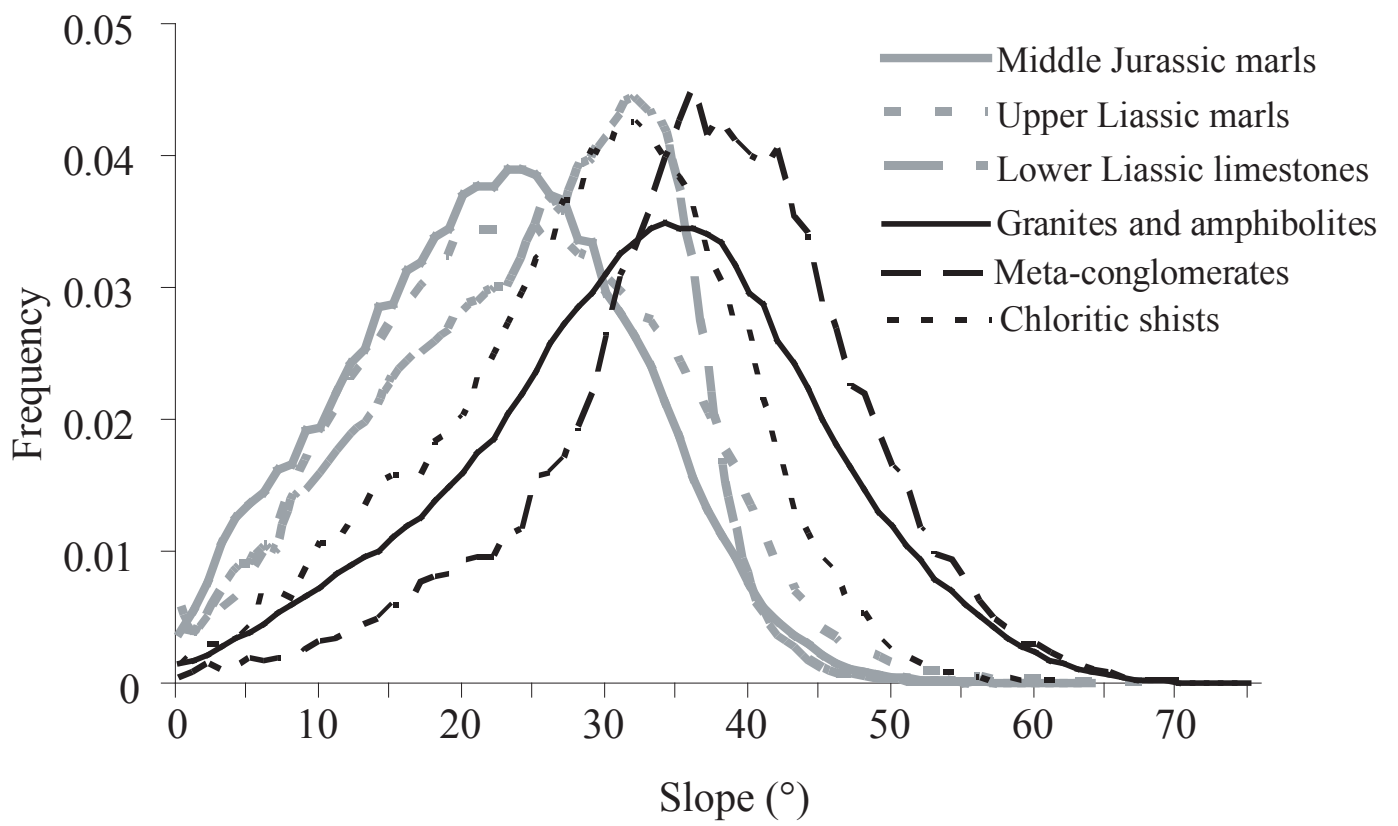 0.05
0.04
0.03
0.02
0.01
0
Frequency
0 10 20 30 40 50 60 70
Slope (°)
Middle Jurassic marls
Upper Liassic marls
Lower Liassic limestones
Granites and amphibolites
Meta-conglomerates
Chloritic shists